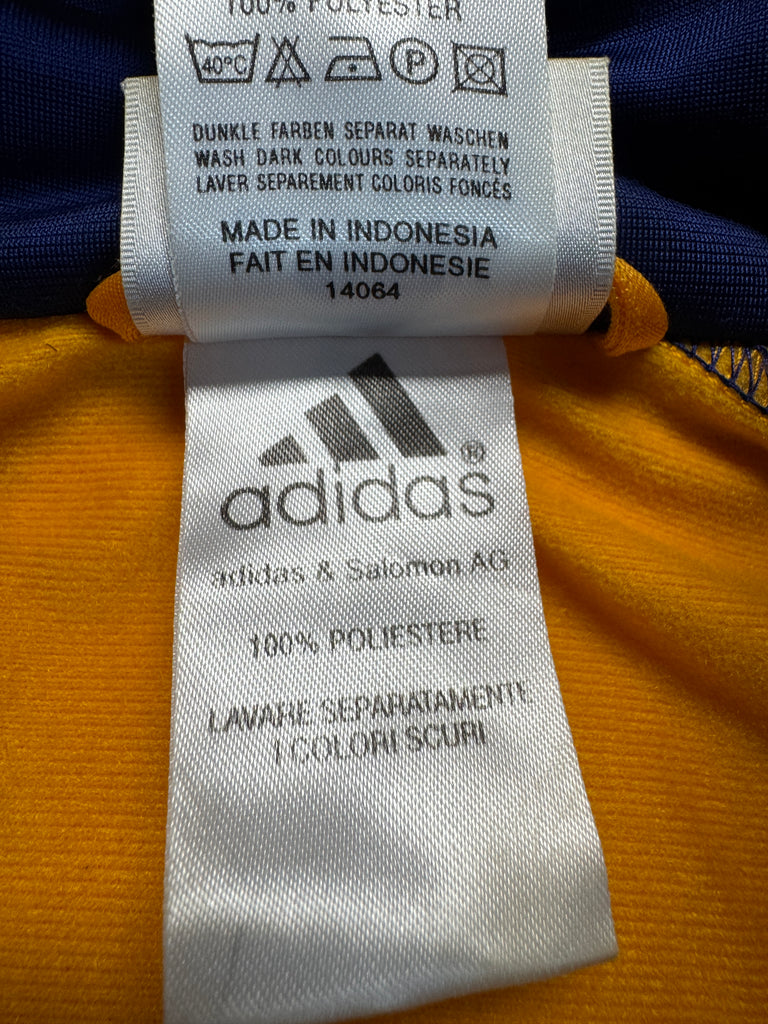 100% POLYESTER
40°C P
DUNKLE FARBEN SEPARAT WASCHEN
WASH DARK COLOURS SEPARATELY
LAVER SEPAREMENT COLORIS FONCÉS
MADE IN INDONESIA
FAIT EN INDONESIE
14064
adidas®
adidas & Salomon AG
100% POLIESTERE
LAVARE SEPARATAMENTE
I COLORI SCURI